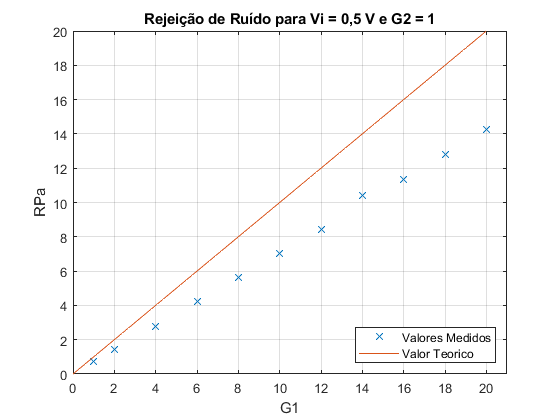 Rejeição de Ruído para Vi = 0,5 V e G2 = 1
20
18
16
14
12
10
8
6
4
2
0
RPa
0 2 4 6 8 10 12 14 16 18 20
G1
Valores Medidos
Valor Teorico